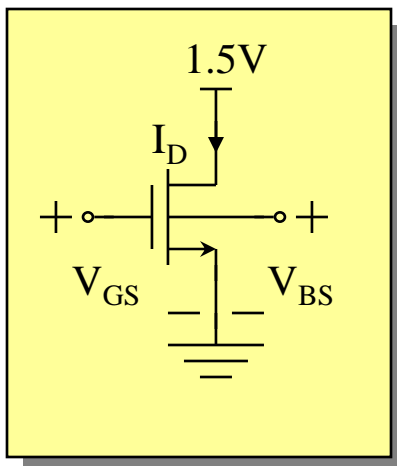 1.5V
I_D
+ +
V_GS V_BS
− −